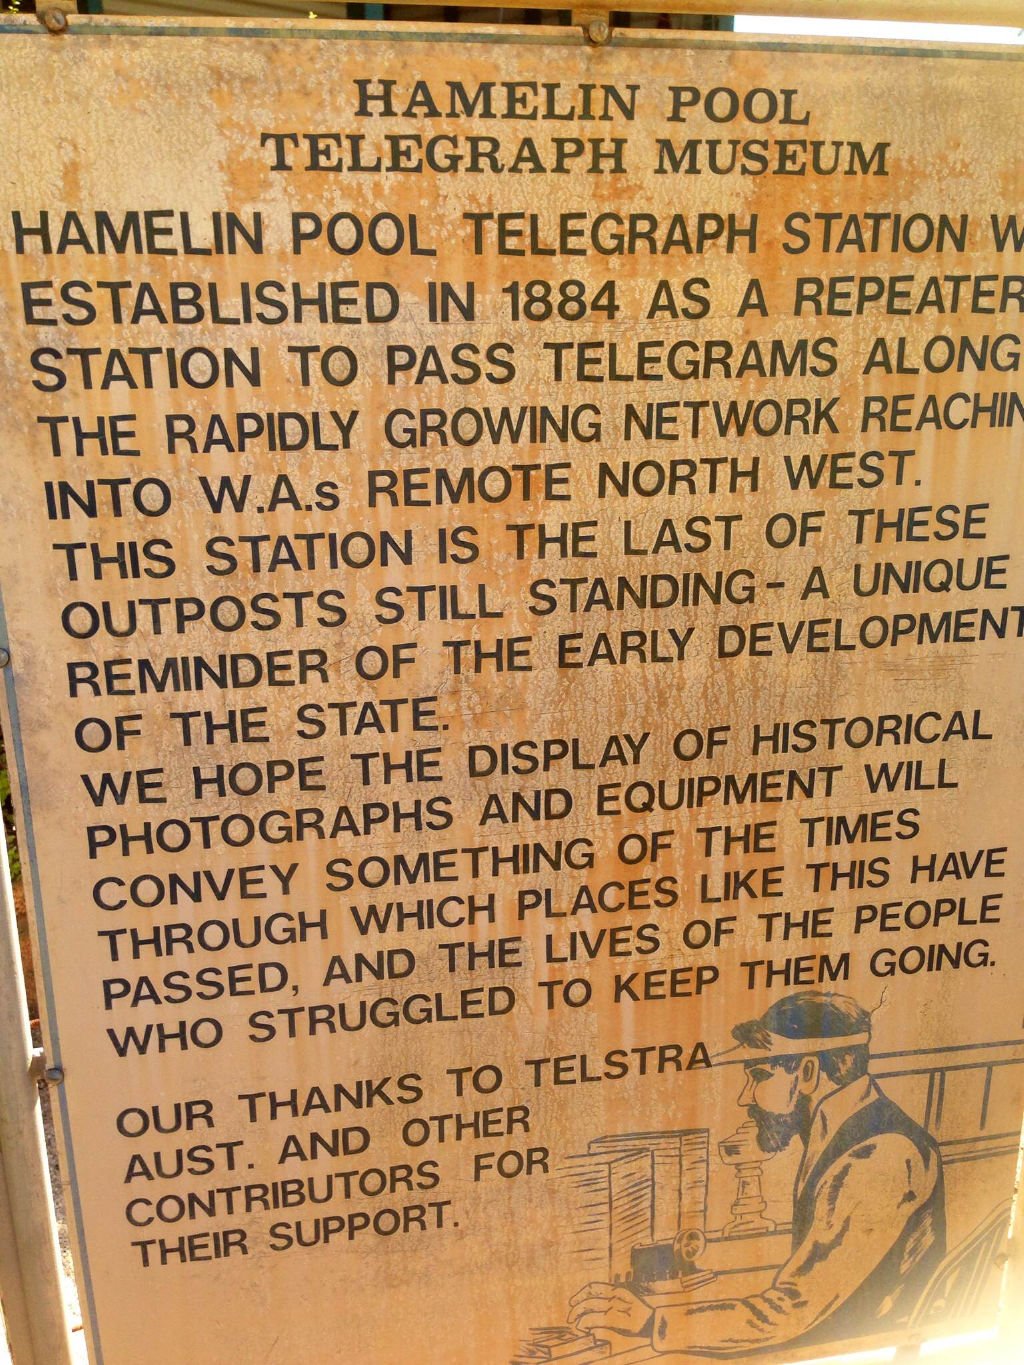 HAMELIN POOL
TELEGRAPH MUSEUM
HAMELIN POOL TELEGRAPH STATION W
ESTABLISHED IN 1884 AS A REPEATER
STATION TO PASS TELEGRAMS ALONG
THE RAPIDLY GROWING NETWORK REACHIN
INTO W.A.s REMOTE NORTH WEST.
THIS STATION IS THE LAST OF THESE
OUTPOSTS STILL STANDING - A UNIQUE
REMINDER OF THE EARLY DEVELOPMENT
OF THE STATE.
WE HOPE THE DISPLAY OF HISTORICAL
PHOTOGRAPHS AND EQUIPMENT WILL
CONVEY SOMETHING OF THE TIMES
THROUGH WHICH PLACES LIKE THIS HAVE
PASSED, AND THE LIVES OF THE PEOPLE
WHO STRUGGLED TO KEEP THEM GOING.
OUR THANKS TO TELSTRA
AUST. AND OTHER
CONTRIBUTORS FOR
THEIR SUPPORT.